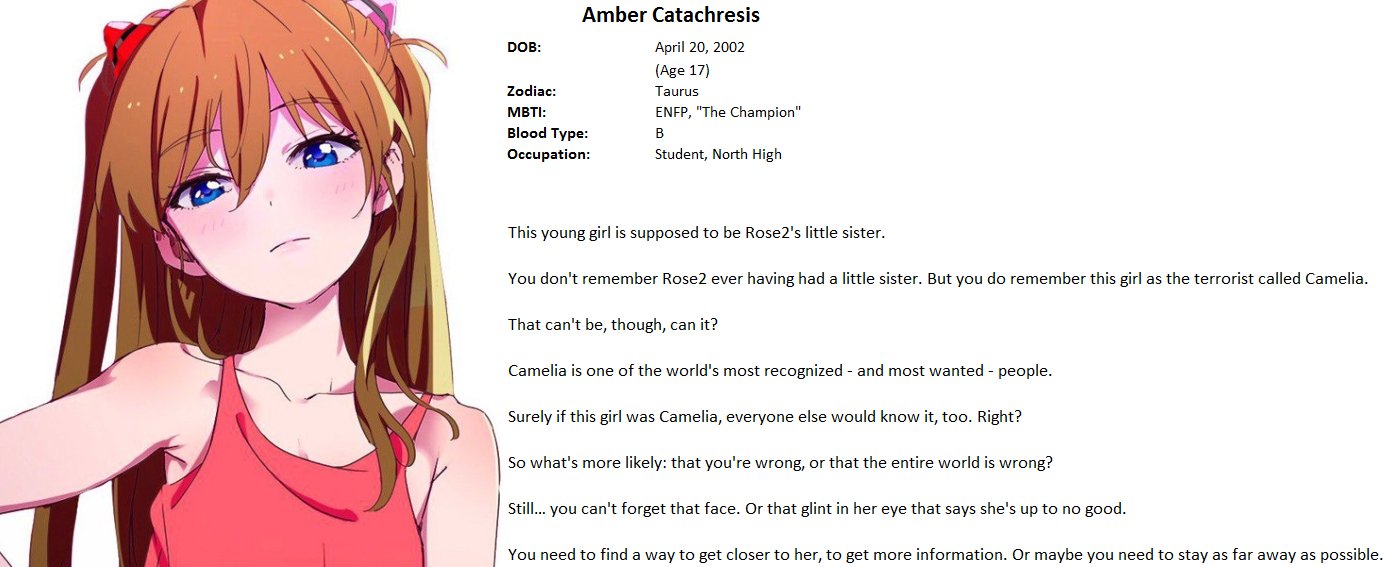 Amber Catachresis
DOB: April 20, 2002
(Age 17)
Zodiac: Taurus
MBTI: ENFP, "The Champion"
Blood Type: B
Occupation: Student, North High
This young girl is supposed to be Rose2's little sister.
You don't remember Rose2 ever having had a little sister. But you do remember this girl as the terrorist called Camelia.
That can't be, though, can it?
Camelia is one of the world's most recognized - and most wanted - people.
Surely if this girl was Camelia, everyone else would know it, too. Right?
So what's more likely: that you're wrong, or that the entire world is wrong?
Still... you can't forget that face. Or that glint in her eye that says she's up to no good.
You need to find a way to get closer to her, to get more information. Or maybe you need to stay as far away as possible.